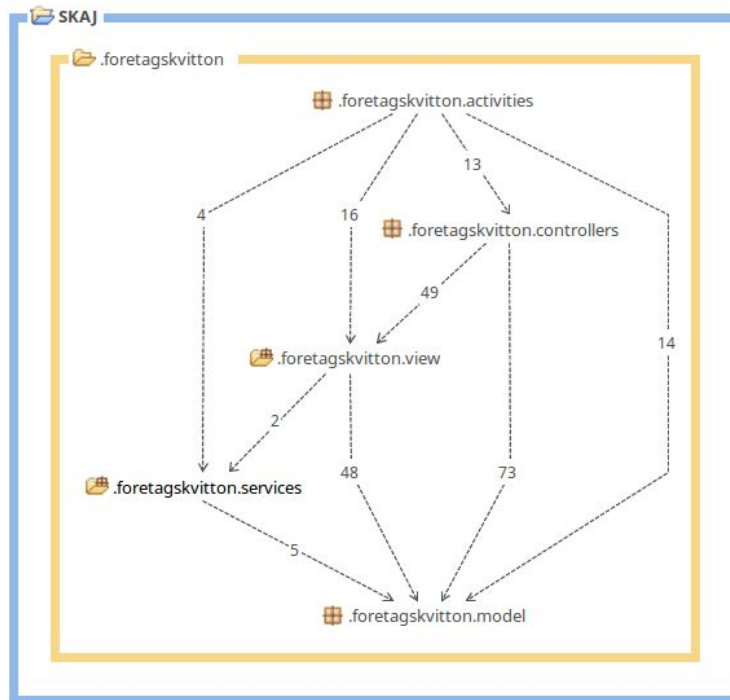 SKAJ
.foretagskvitton
.foretagskvitton.activities
13
4
16
.foretagskvitton.controllers
49
14
.foretagskvitton.view
2
48
73
.foretagskvitton.services
5
.foretagskvitton.model